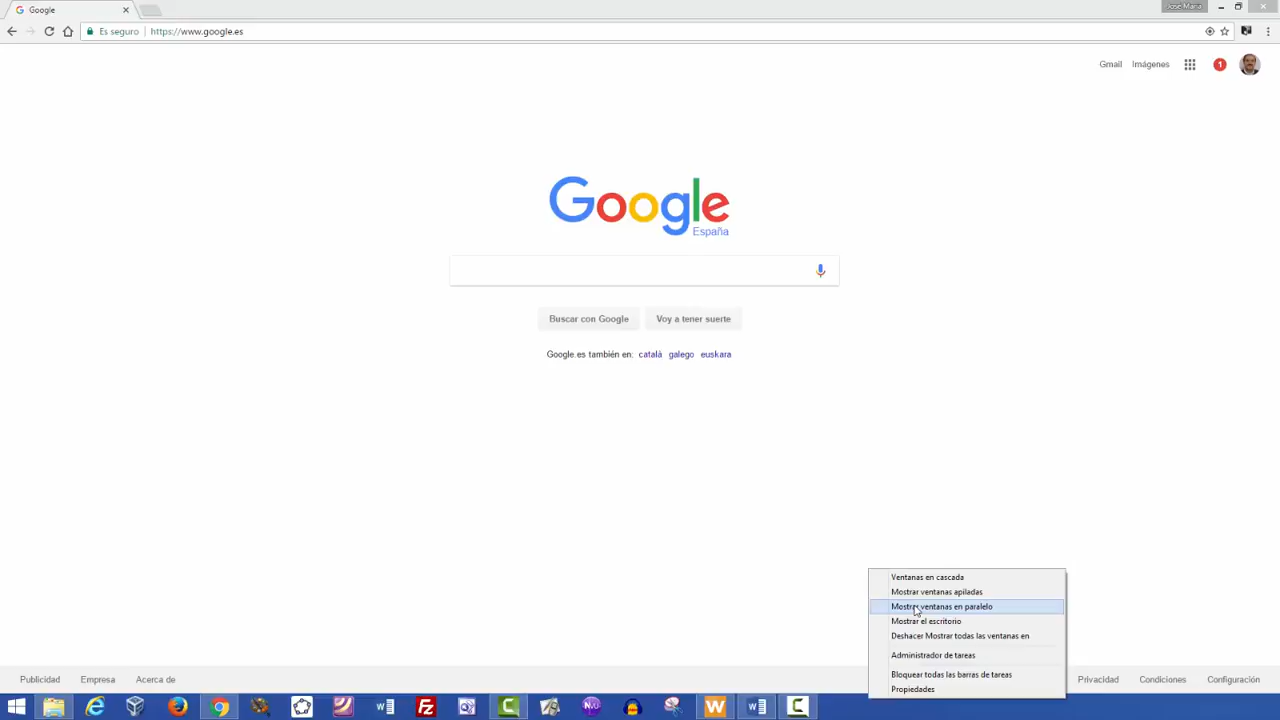 Google
José María
Es seguro
https://www.google.es
Gmail
Imágenes
1
Google
España
Buscar con Google
Voy a tener suerte
Google.es también en: català galego euskara
Ventanas en cascada
Mostrar ventanas apiladas
Mostrar ventanas en paralelo
Mostrar el escritorio
Deshacer Mostrar todas las ventanas en
Administrador de tareas
Bloquear todas las barras de tareas
Propiedades
Publicidad
Empresa
Acerca de
Privacidad
Condiciones
Configuración